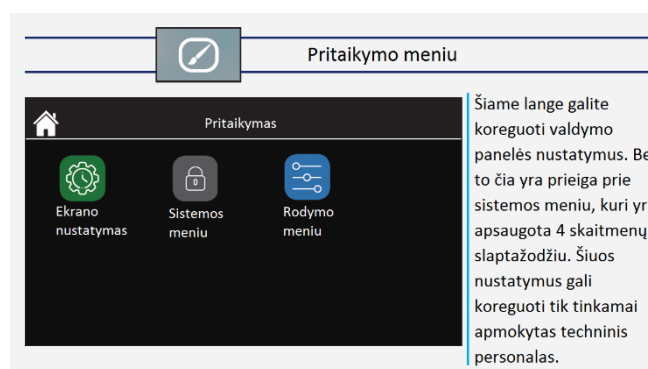 Pritaikymo meniu
Pritaikymas
Ekrano
nustatymas
Sistemos
meniu
Rodymo
meniu
Šiame lange galite
koreguoti valdymo
panelės nustatymus. Be
to čia yra prieiga prie
sistemos meniu, kuri yr
apsaugota 4 skaitmenų
slaptažodžiu. Šiuos
nustatymus gali
koreguoti tik tinkamai
apmokytas techninis
personalas.